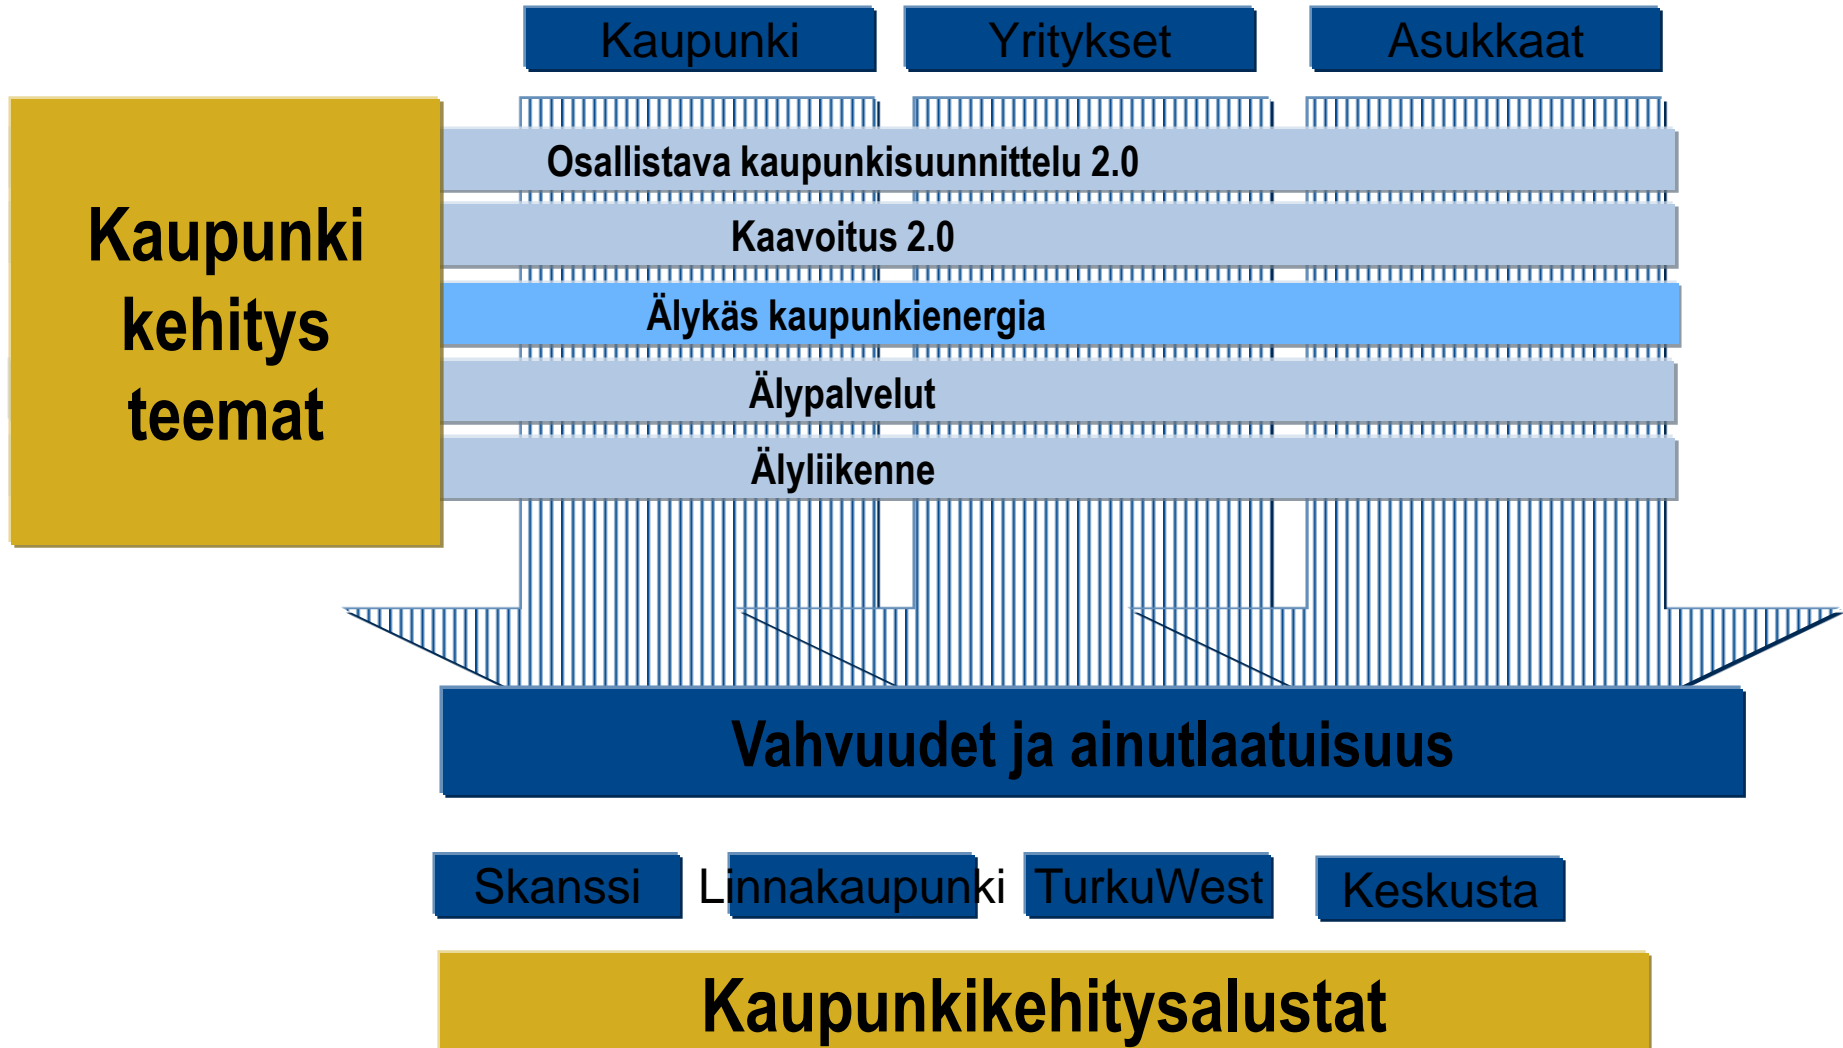 Kaupunki
Yritykset
Asukkaat
Kaupunki
kehitys
teemat
Osallistava kaupunkisuunnittelu 2.0
Kaavoitus 2.0
Älykäs kaupunkienergia
Älypalvelut
Älyliikenne
Vahvuudet ja ainutlaatuisuus
Skanssi
Linnakaupunki
TurkuWest
Keskusta
Kaupunkikehitysalustat